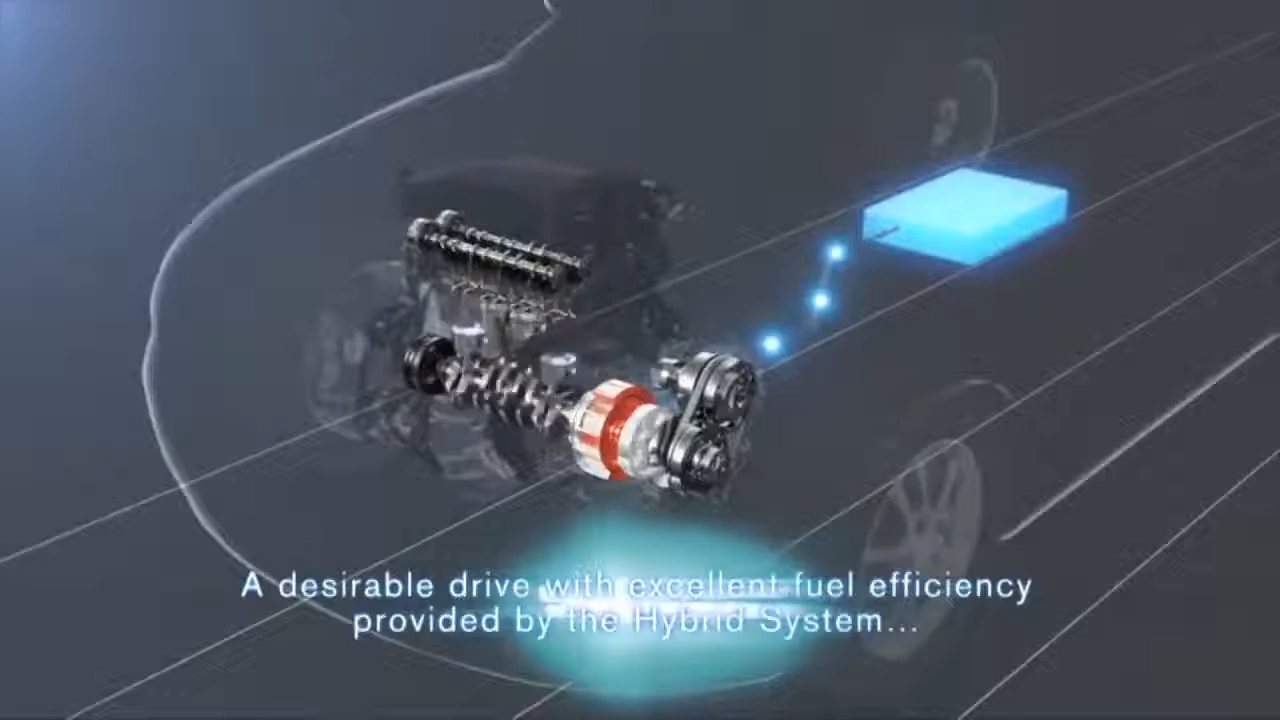 A desirable drive with excellent fuel efficiency
provided by the Hybrid System...